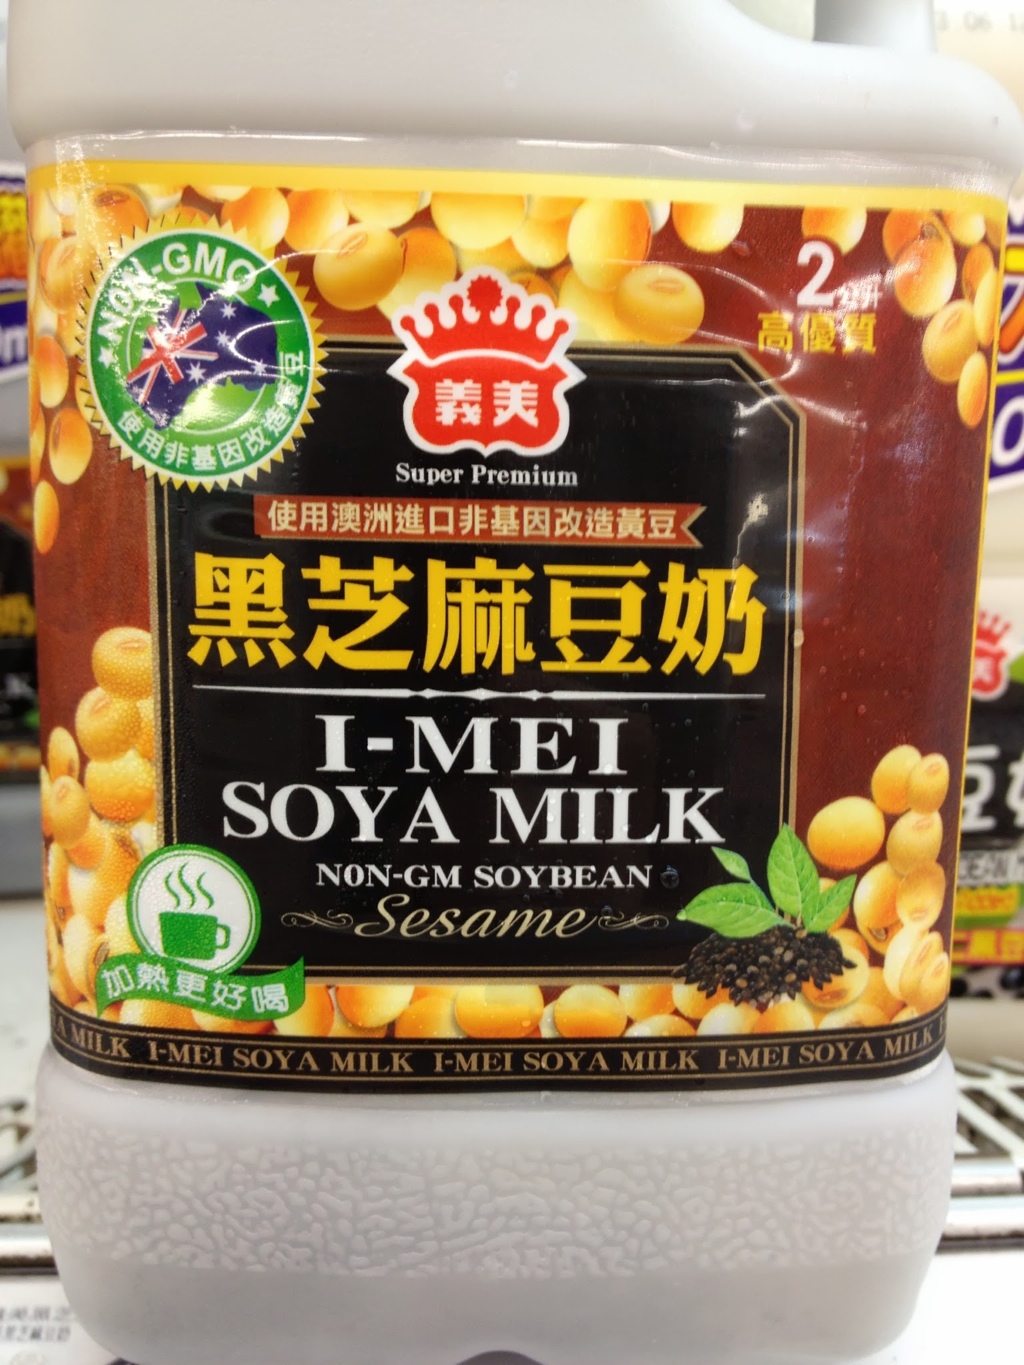 NON-GMO
使用非基因改造黃豆
2公升
高優質
義美
Super Premium
使用澳洲進口非基因改造黃豆
黑芝麻豆奶
I-MEI
SOYA MILK
NON-GM SOYBEAN
Sesame
加熱更好喝
A MILK I-MEI SOYA MILK I-MEI SOYA MILK I-MEI SOYA MILK